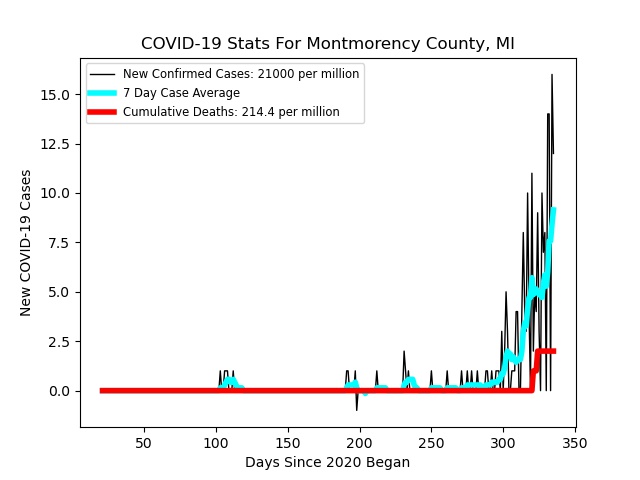 COVID-19 Stats For Montmorency County, MI
New Confirmed Cases: 21000 per million
7 Day Case Average
Cumulative Deaths: 214.4 per million
New COVID-19 Cases
15.0
12.5
10.0
7.5
5.0
2.5
0.0
50 100 150 200 250 300 350
Days Since 2020 Began